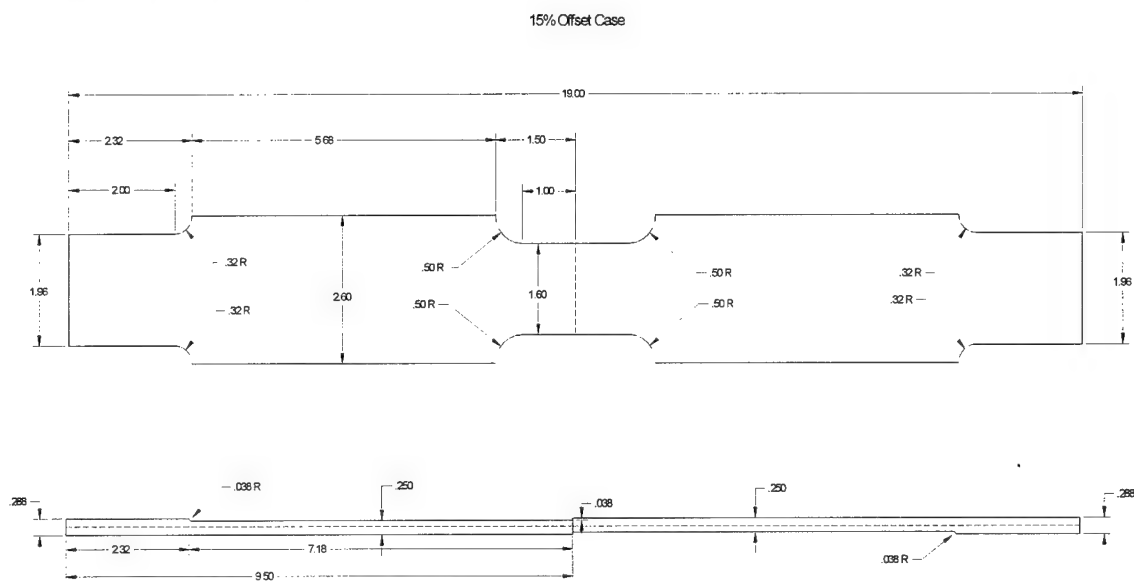 15% Offset Case
19.00
2.32
5.68
1.50
2.00
1.00
1.96
.32 R
.32 R
2.60
.50 R
.50 R
1.60
.50 R
.50 R
.32 R
.32 R
1.96
.288
.038 R
.250
.038
.250
.288
2.32
7.18
.038 R
9.50